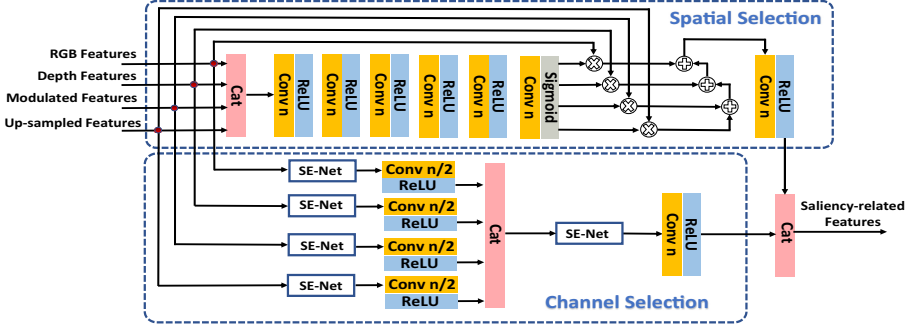 Spatial Selection
RGB Features
Depth Features
Modulated Features
Up-sampled Features
Cat
Conv n
ReLU
Conv n
ReLU
Conv n
ReLU
Conv n
ReLU
Conv n
ReLU
Conv n
Sigmoid
Conv n
ReLU
SE-Net
Conv n/2
ReLU
SE-Net
Conv n/2
ReLU
SE-Net
Conv n/2
ReLU
SE-Net
Conv n/2
ReLU
Cat
SE-Net
Conv n
ReLU
Cat
Saliency-related
Features
Channel Selection